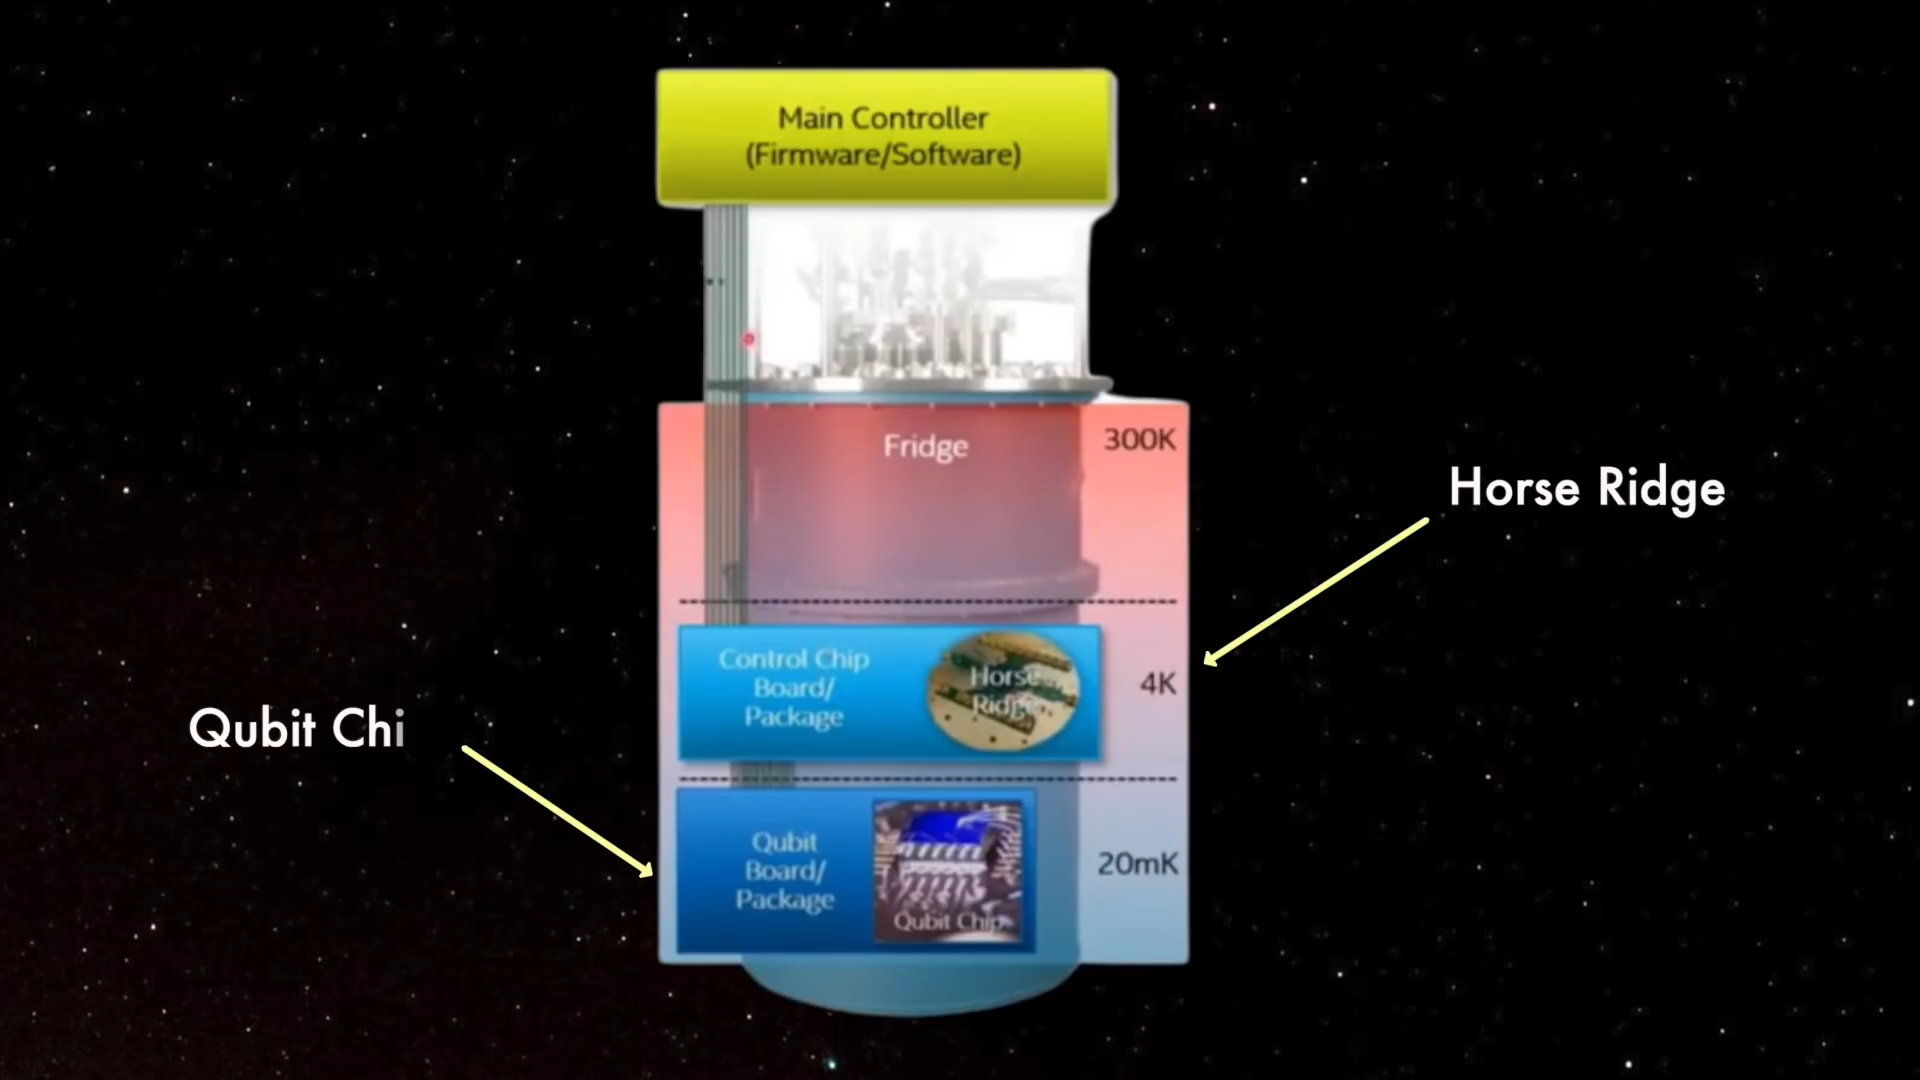 Main Controller
(Firmware/Software)
Fridge
300K
Horse Ridge
Control Chip
Board/
Package
Horse
Ridge
4K
Qubit Chi
Qubit
Board/
Package
Qubit Chip
20mK